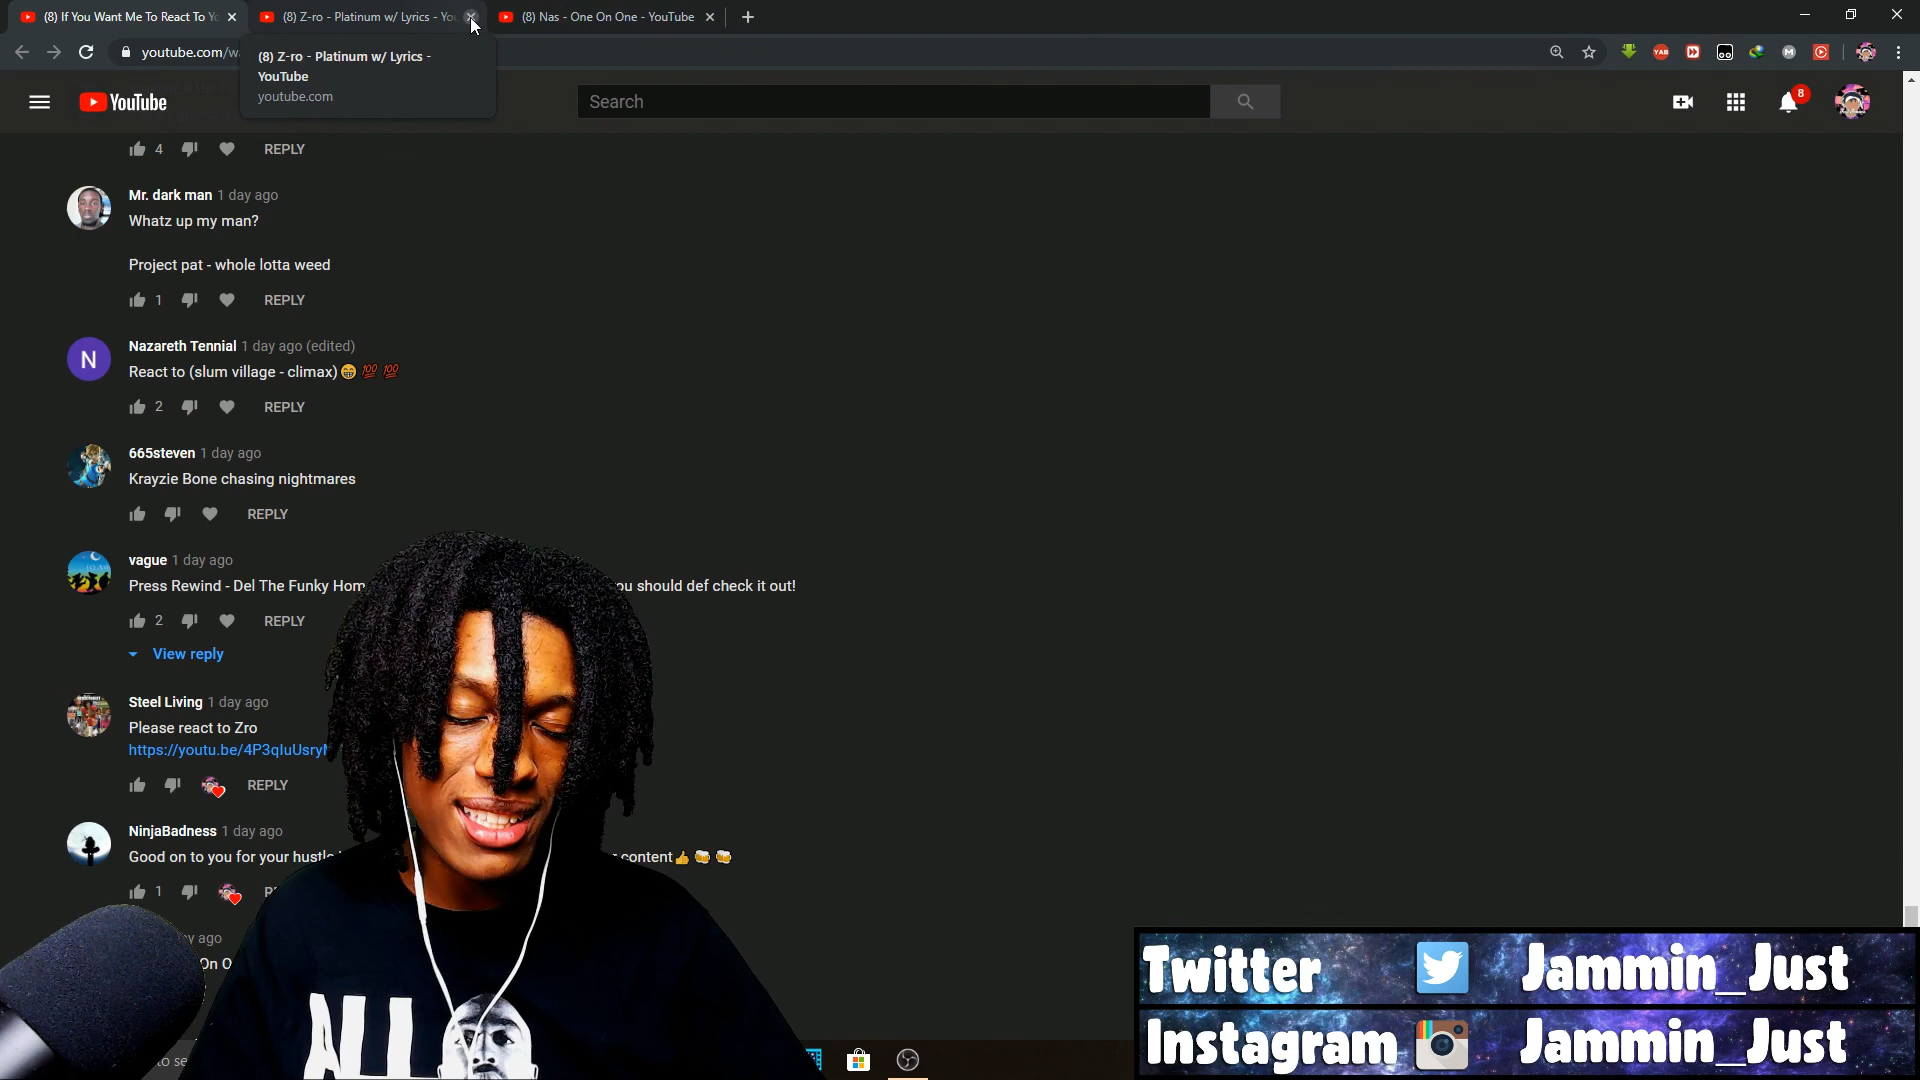 (8) If You Want Me To React To Yo
(8) Z-ro - Platinum w/ Lyrics - You
(8) Nas - One On One - YouTube
youtube.com/wa
(8) Z-ro - Platinum w/ Lyrics -
YouTube
youtube.com
YouTube
Search
8
4 REPLY
Mr. dark man 1 day ago
Whatz up my man?
Project pat - whole lotta weed
1 REPLY
Nazareth Tennial 1 day ago (edited)
N
React to (slum village - climax) 😁 💯 💯
2 REPLY
665steven 1 day ago
Krayzie Bone chasing nightmares
REPLY
vague 1 day ago
Press Rewind - Del The Funky Hom ou should def check it out!
2 REPLY
View reply
Steel Living 1 day ago
Please react to Zro
https://youtu.be/4P3qIuUsry
REPLY
NinjaBadness 1 day ago
Good on to you for your hustle content👍 🍻 🍻
1
ago
On O
to se
ALL
Twitter Jammin_Just
Instagram Jammin_Just